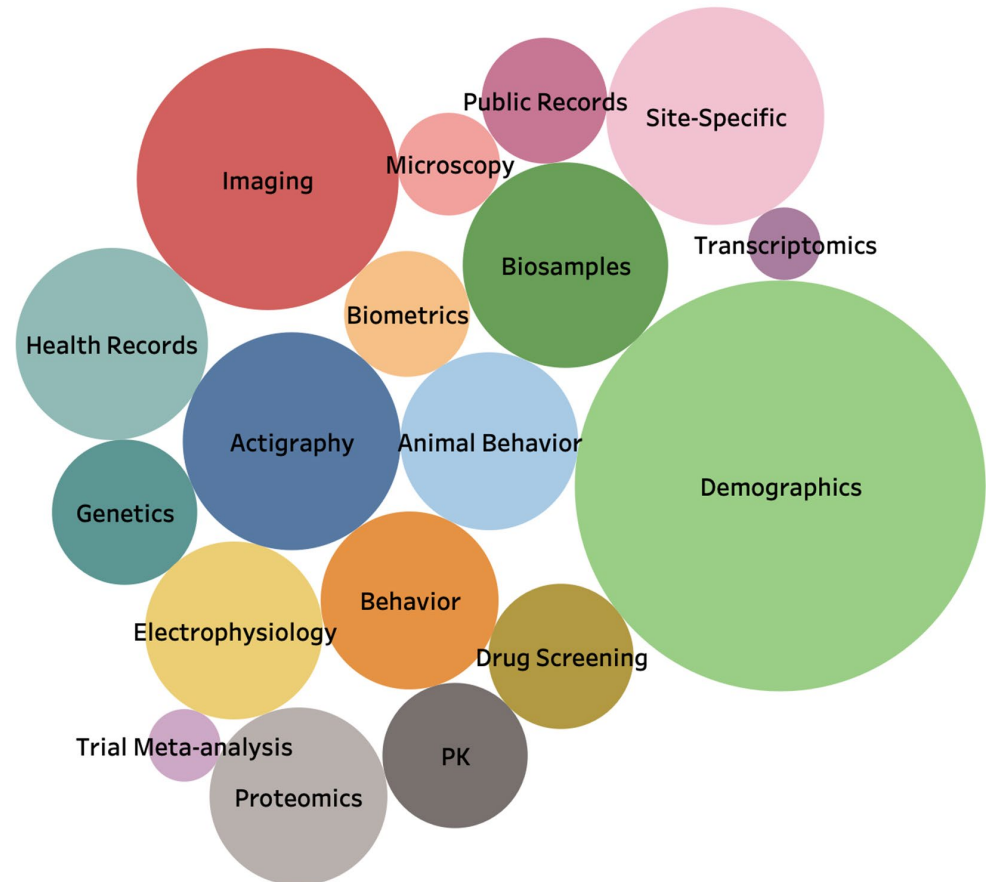 Public Records
Site-Specific
Microscopy
Imaging
Transcriptomics
Biosamples
Biometrics
Health Records
Actigraphy
Animal Behavior
Demographics
Genetics
Behavior
Electrophysiology
Drug Screening
Trial Meta-analysis
PK
Proteomics